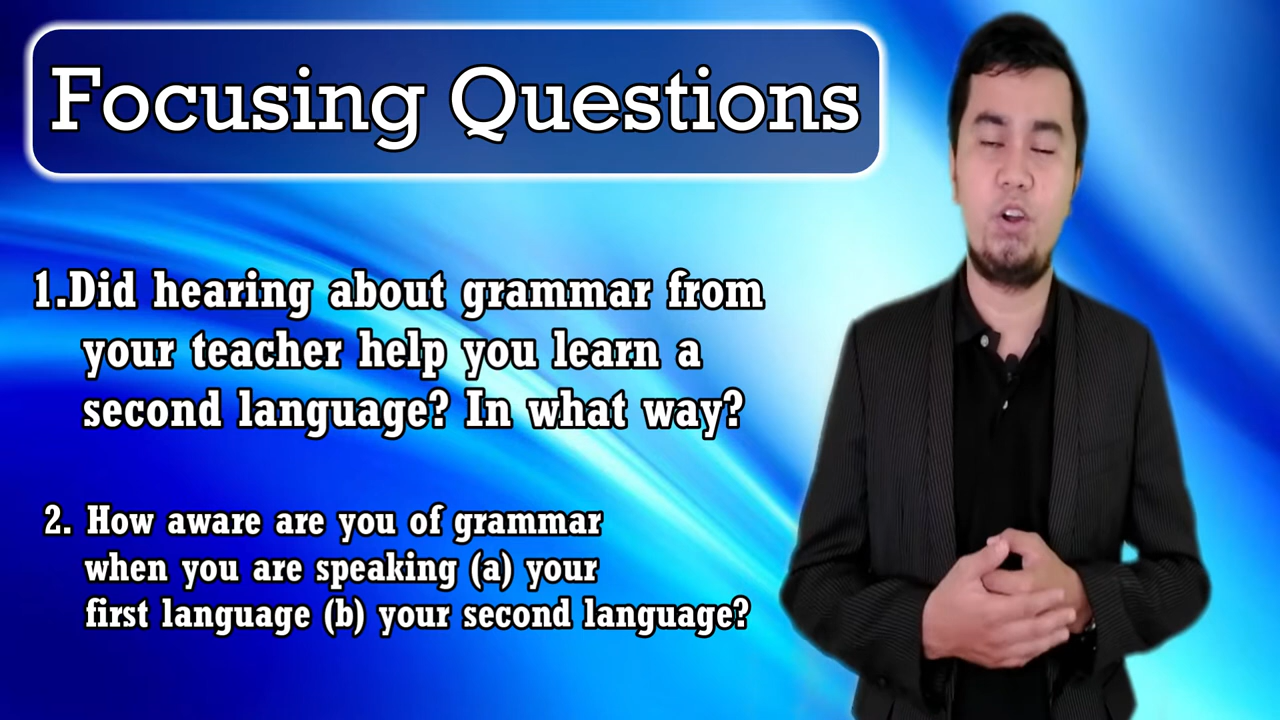 Focusing Questions
1.Did hearing about grammar from
your teacher help you learn a
second language? In what way?
2. How aware are you of grammar
when you are speaking (a) your
first language (b) your second language?